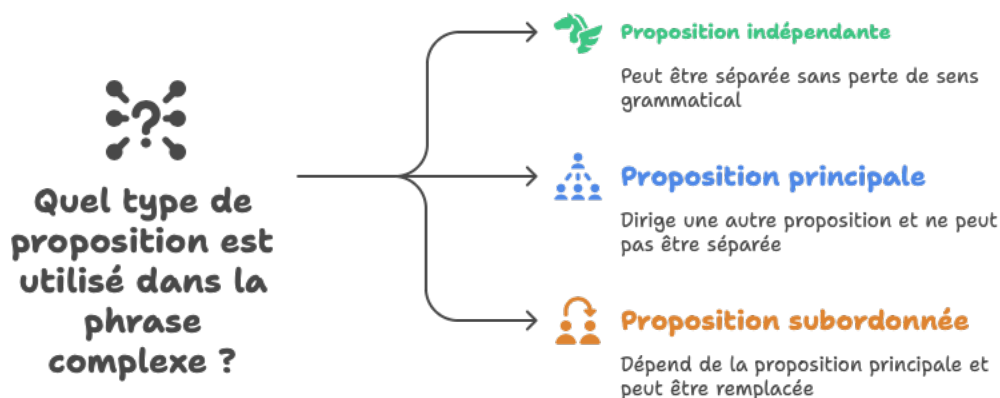 Quel type de
proposition est
utilisé dans la
phrase
complexe ?
Proposition indépendante
Peut être séparée sans perte de sens
grammatical
Proposition principale
Dirige une autre proposition et ne peut
pas être séparée
Proposition subordonnée
Dépend de la proposition principale et
peut être remplacée